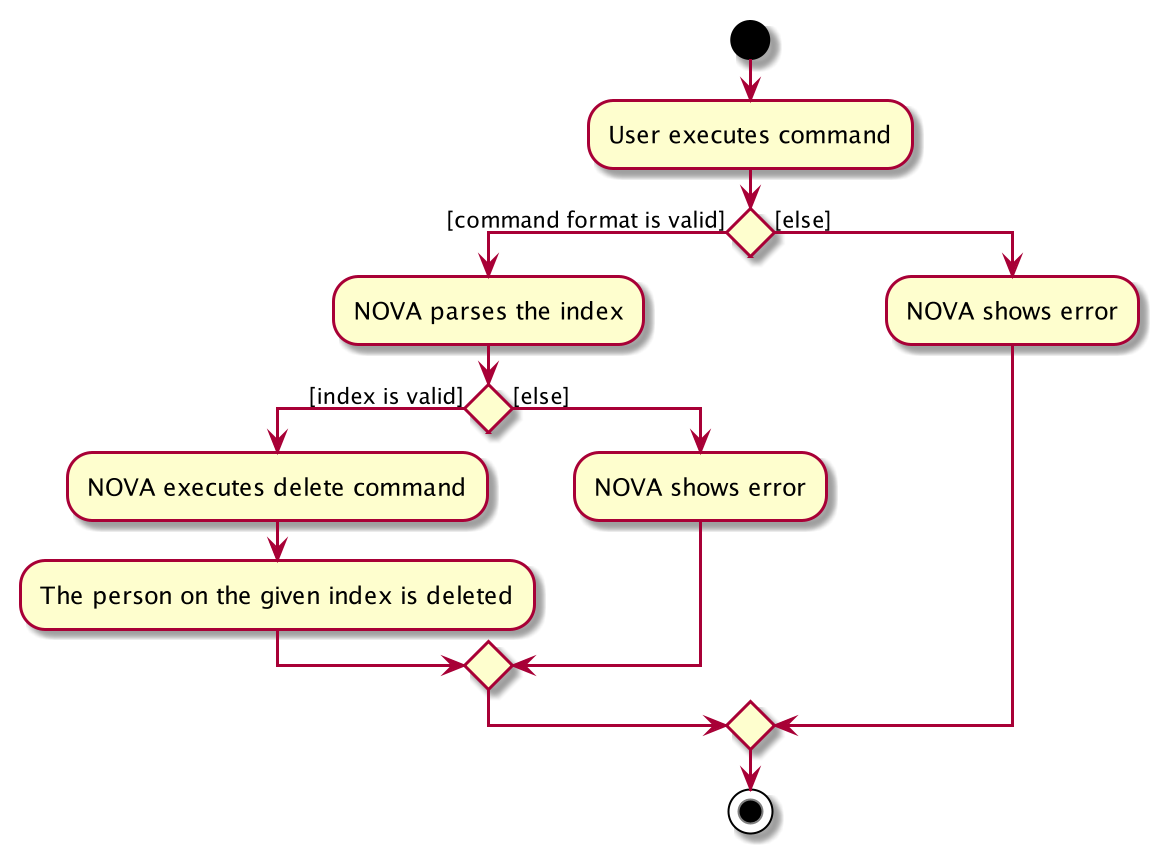 User executes command
[command format is valid]
[else]
NOVA parses the index
NOVA shows error
[index is valid]
[else]
NOVA executes delete command
NOVA shows error
The person on the given index is deleted